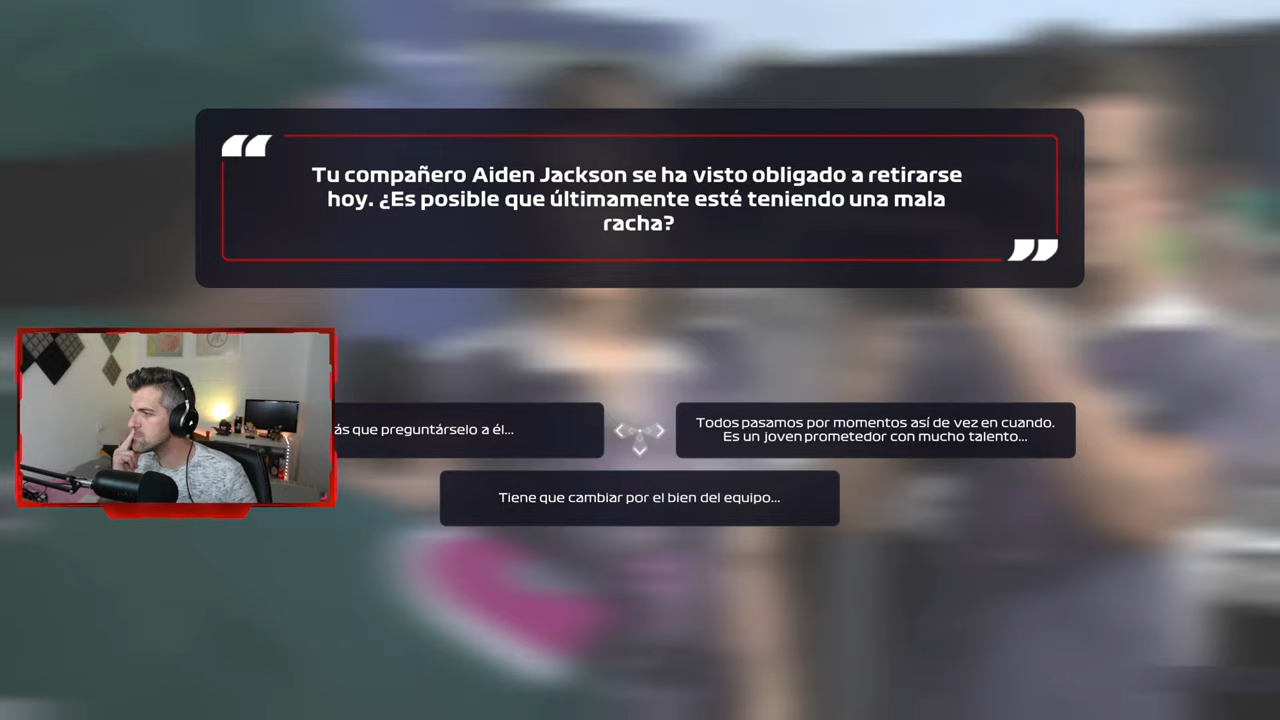 Tu compañero Aiden Jackson se ha visto obligado a retirarse
hoy. ¿Es posible que últimamente esté teniendo una mala
racha?
que preguntárselo a él...
Todos pasamos por momentos así de vez en cuando.
Es un joven prometedor con mucho talento...
Tiene que cambiar por el bien del equipo...